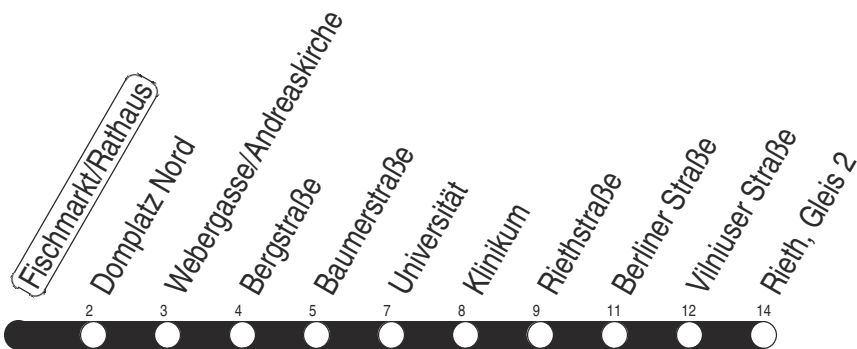 Fischmarkt/Rathaus
Domplatz Nord
Webergasse/Andreaskirche
Bergstraße
Baumerstraße
Universität
Klinikum
Riethstraße
Berliner Straße
Vilniuser Straße
Rieth, Gleis 2
2 3 4 5 7 8 9 11 12 14